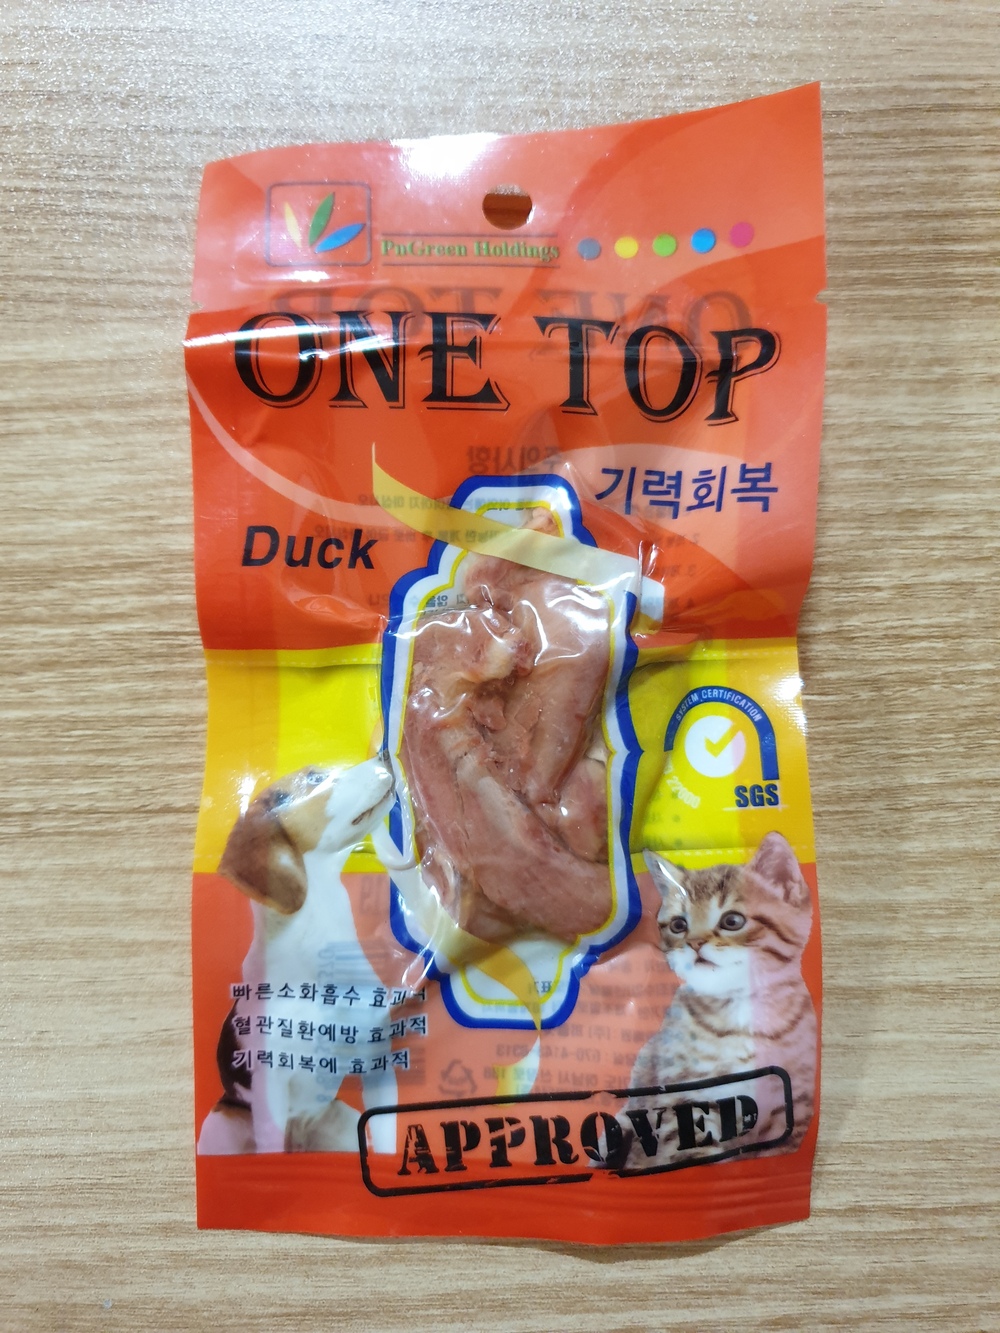 PnGreen Holdings
ONE TOP
기력회복
Duck
SYSTEM CERTIFICATION
SGS
빠른소화흡수 효과적
혈관질환예방 효과적
기력회복에 효과적
APPROVED